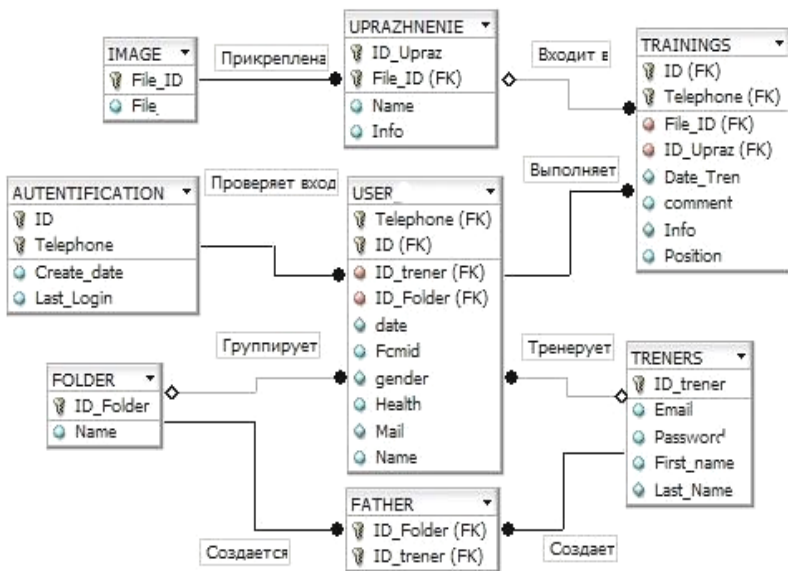 IMAGE
File_ID
File_
Прикреплена
UPRAZHNENIE
ID_Upraz
File_ID (FK)
Name
Info
Входит в
TRAININGS
ID (FK)
Telephone (FK)
File_ID (FK)
ID_Upraz (FK)
Date_Tren
comment
Info
Position
AUTENTIFICATION
ID
Telephone
Create_date
Last_Login
Проверяет вход
USER_
Telephone (FK)
ID (FK)
ID_trener (FK)
ID_Folder (FK)
date
Fcmid
gender
Health
Mail
Name
Выполняет
Группирует
Тренерует
FOLDER
ID_Folder
Name
TRENERS
ID_trener
Email
Password
First_name
Last_Name
Создается
FATHER
ID_Folder (FK)
ID_trener (FK)
Создает